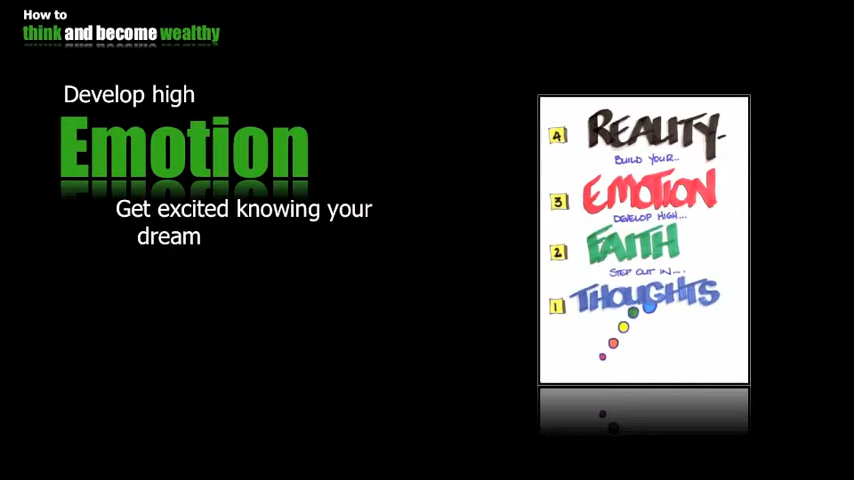 How to
think and become wealthy
Develop high
Emotion
Get excited knowing your
dream
4 REALITY.
BUILD YOUR..
3 EMOTION
DEVELOP HIGH...
2 FAITH
STEP OUT IN....
1 THOUGHTS